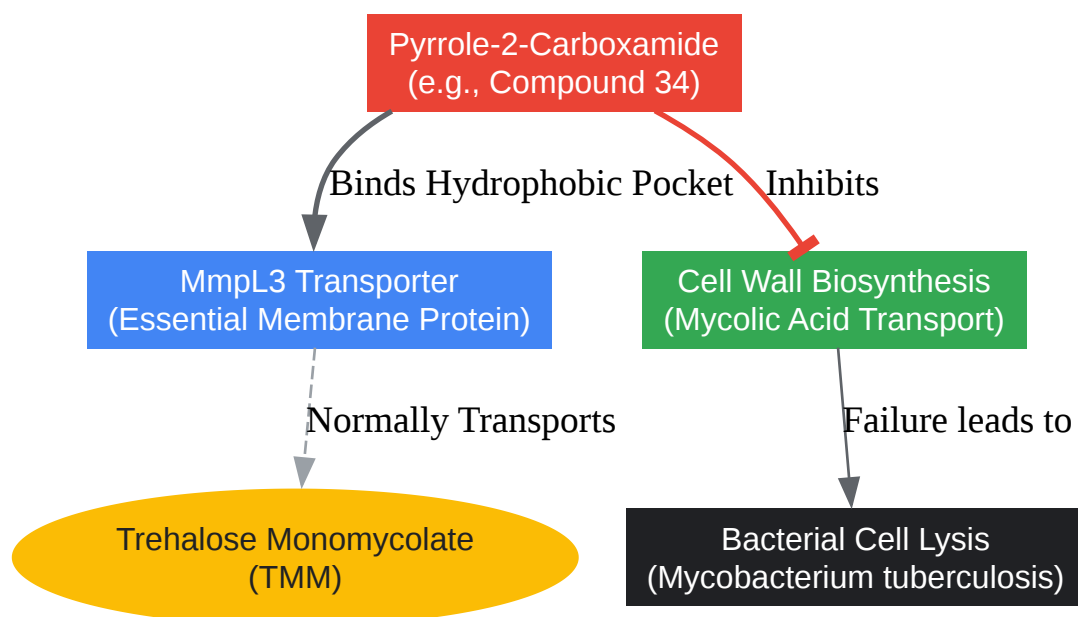 Pyrrole-2-Carboxamide
(e.g., Compound 34)
Binds Hydrophobic Pocket
Inhibits
MmpL3 Transporter
(Essential Membrane Protein)
Cell Wall Biosynthesis
(Mycolic Acid Transport)
Normally Transports
Failure leads to
Trehalose Monomycolate
(TMM)
Bacterial Cell Lysis
(Mycobacterium tuberculosis)